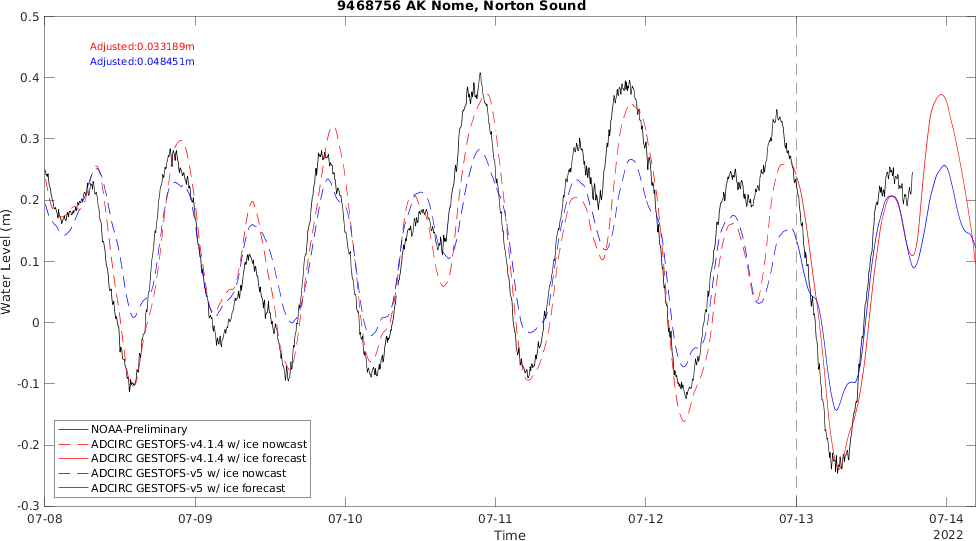 9468756 AK Nome, Norton Sound
0.5
0.4
0.3
0.2
0.1
0
-0.1
-0.2
-0.3
Water Level (m)
Adjusted:0.033189m
Adjusted:0.048451m
NOAA-Preliminary
ADCIRC GESTOFS-v4.1.4 w/ ice nowcast
ADCIRC GESTOFS-v4.1.4 w/ ice forecast
ADCIRC GESTOFS-v5 w/ ice nowcast
ADCIRC GESTOFS-v5 w/ ice forecast
07-08 07-09 07-10 07-11 07-12 07-13 07-14
Time
2022